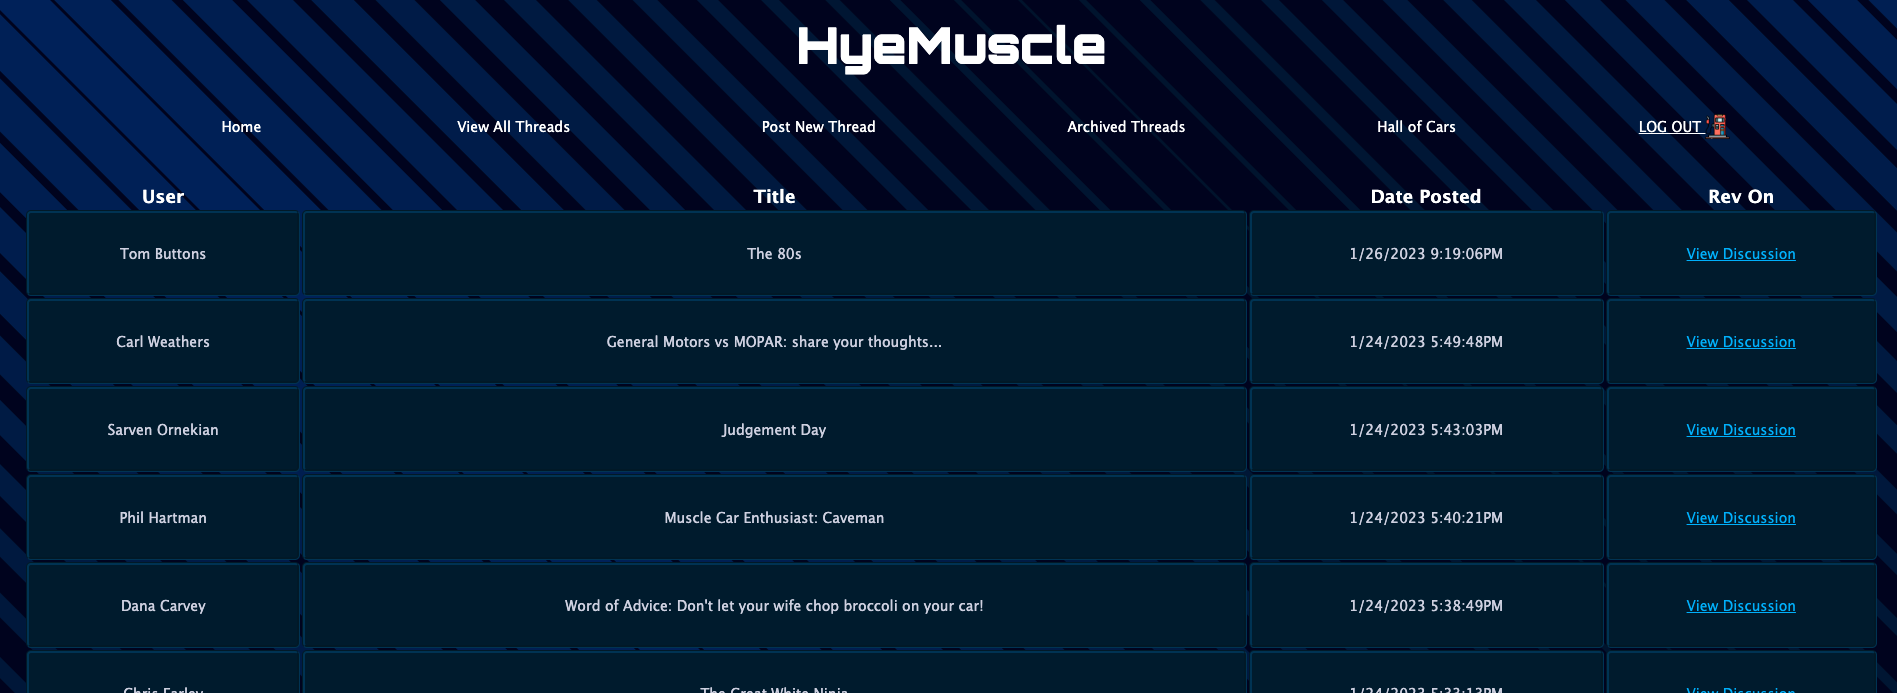 HyeMuscle
Home View All Threads Post New Thread Archived Threads Hall of Cars LOG OUT
User Title Date Posted Rev On
Tom Buttons The 80s 1/26/2023 9:19:06PM View Discussion
Carl Weathers General Motors vs MOPAR: share your thoughts... 1/24/2023 5:49:48PM View Discussion
Sarven Ornekian Judgement Day 1/24/2023 5:43:03PM View Discussion
Phil Hartman Muscle Car Enthusiast: Caveman 1/24/2023 5:40:21PM View Discussion
Dana Carvey Word of Advice: Don't let your wife chop broccoli on your car! 1/24/2023 5:38:49PM View Discussion
Chris Farley The Great White Ninja 1/24/2023 5:33:13PM View Discussion